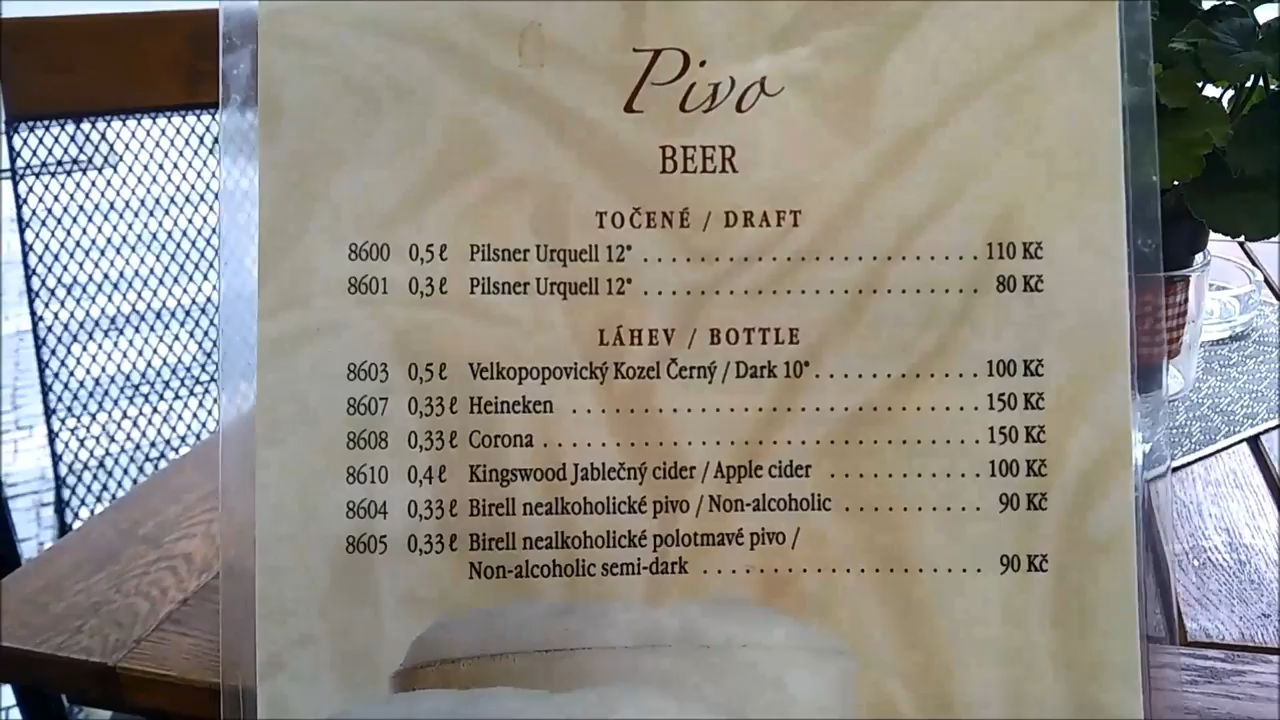 Pivo
BEER
TOČENÉ / DRAFT
8600 0,5 ℓ Pilsner Urquell 12° . . . . . . . . . . . . . . . . . . . . . . . . . 110 Kč
8601 0,3 ℓ Pilsner Urquell 12° . . . . . . . . . . . . . . . . . . . . . . . . . 80 Kč
LÁHEV / BOTTLE
8603 0,5 ℓ Velkopopovický Kozel Černý / Dark 10° . . . . . . . . . . . . 100 Kč
8607 0,33 ℓ Heineken . . . . . . . . . . . . . . . . . . . . . . . . . . . . . . 150 Kč
8608 0,33 ℓ Corona . . . . . . . . . . . . . . . . . . . . . . . . . . . . . . . . 150 Kč
8610 0,4 ℓ Kingswood Jablečný cider / Apple cider . . . . . . . . . . . 100 Kč
8604 0,33 ℓ Birell nealkoholické pivo / Non-alcoholic . . . . . . . . . . 90 Kč
8605 0,33 ℓ Birell nealkoholické polotmavé pivo /
Non-alcoholic semi-dark . . . . . . . . . . . . . . . . . . . . . 90 Kč